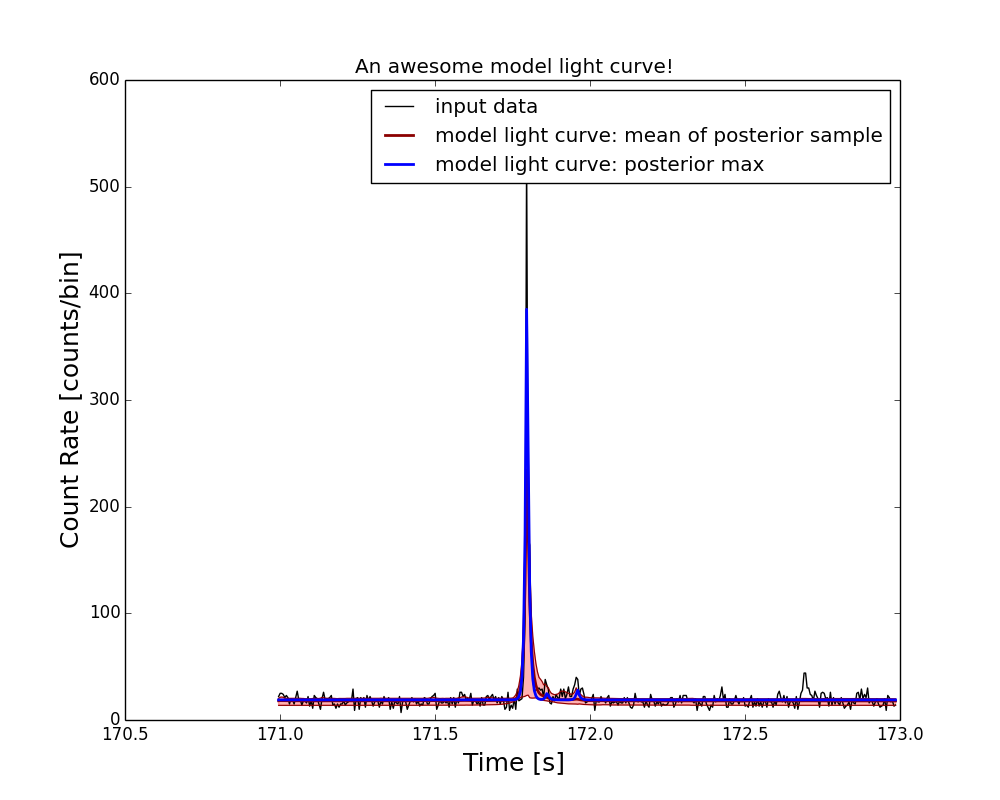 An awesome model light curve!
600
input data
model light curve: mean of posterior sample
model light curve: posterior max
500
400
300
200
100
0
Count Rate [counts/bin]
170.5 171.0 171.5 172.0 172.5 173.0
Time [s]